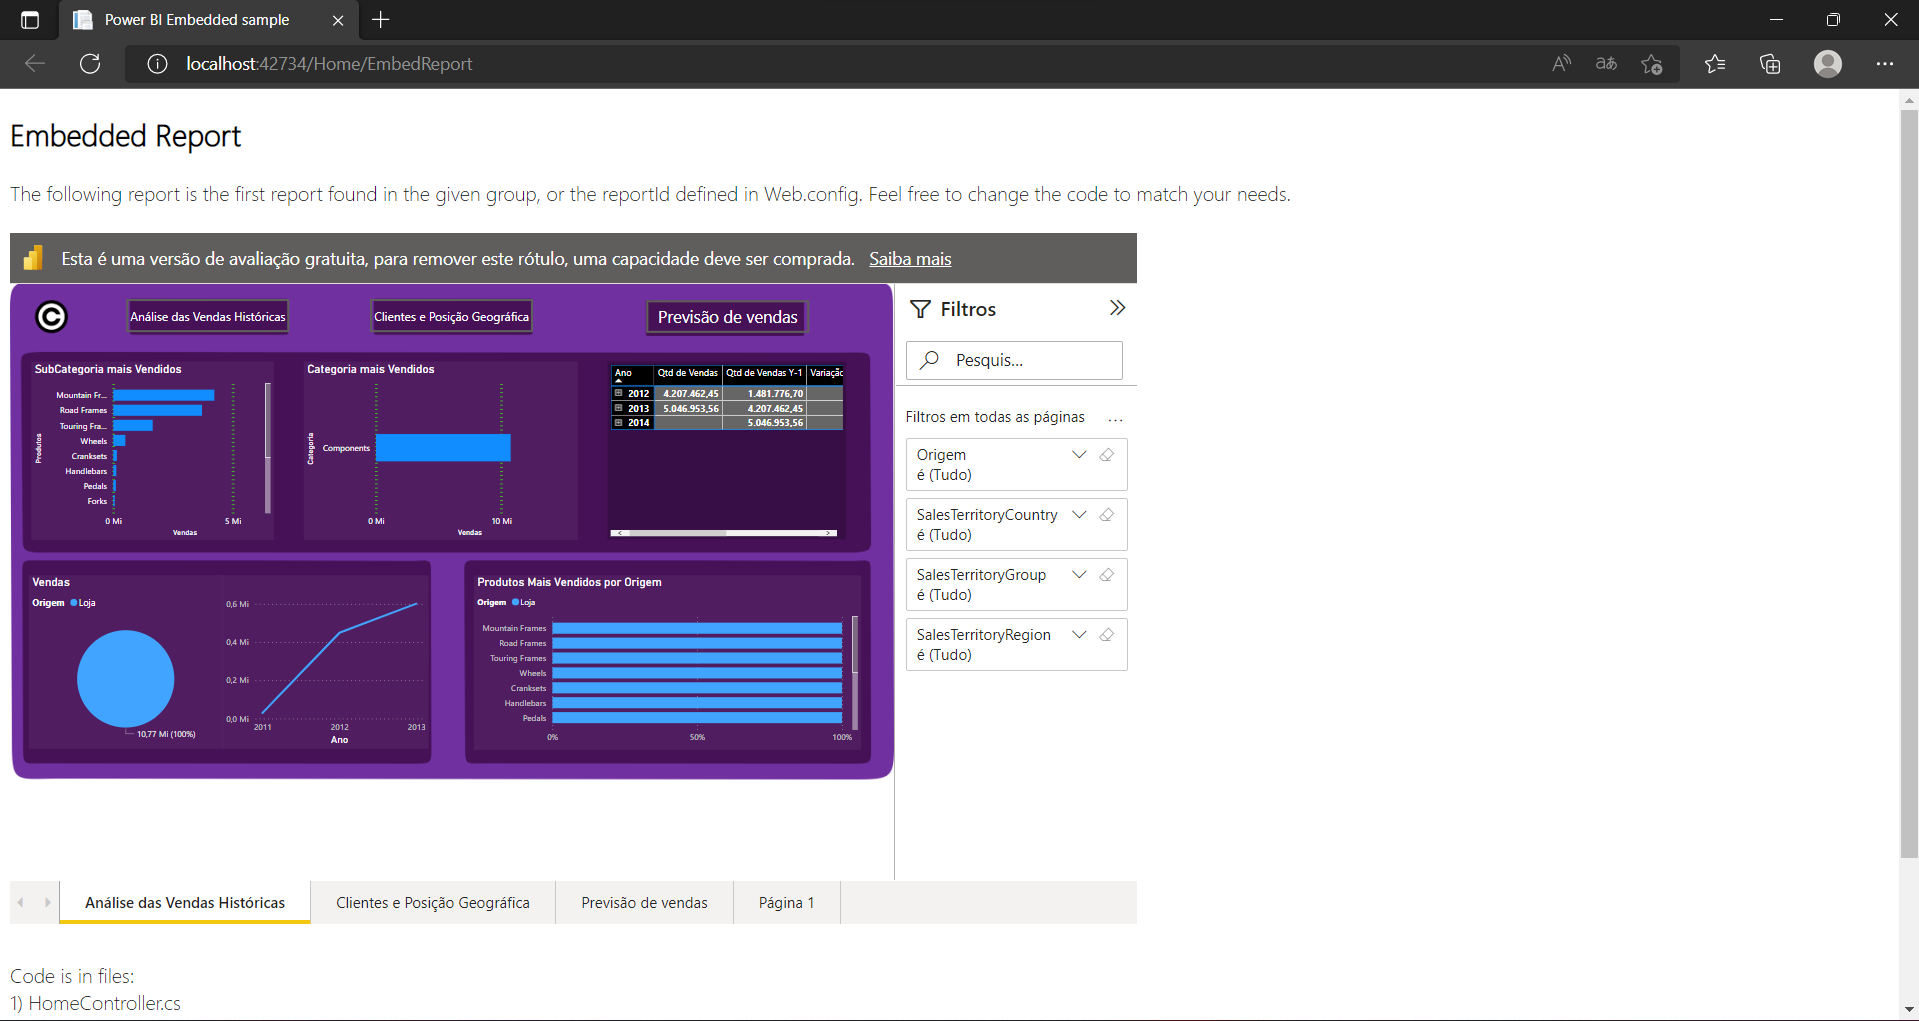 Power BI Embedded sample
localhost:42734/Home/EmbedReport
Embedded Report
The following report is the first report found in the given group, or the reportId defined in Web.config. Feel free to change the code to match your needs.
Esta é uma versão de avaliação gratuita, para remover este rótulo, uma capacidade deve ser comprada. Saiba mais
Análise das Vendas Históricas
Clientes e Posição Geográfica
Previsão de vendas
SubCategoria mais Vendidos
Produtos
Mountain Fr...
Road Frames
Touring Fra...
Wheels
Cranksets
Handlebars
Pedals
Forks
0 Mi 5 Mi
Vendas
Categoria mais Vendidos
Categoria
Components
0 Mi 10 Mi
Vendas
Ano Qtd de Vendas Qtd de Vendas Y-1 Variaçã
2012 4.207.462,45 1.481.776,70
2013 5.046.953,56 4.207.462,45
2014 5.046.953,56
Vendas
Origem Loja
10,77 Mi (100%)
0,6 Mi
0,4 Mi
0,2 Mi
0,0 Mi
2011 2012 2013
Ano
Produtos Mais Vendidos por Origem
Origem Loja
Mountain Frames
Road Frames
Touring Frames
Wheels
Cranksets
Handlebars
Pedals
0% 50% 100%
Filtros
Pesquis...
Filtros em todas as páginas ...
Origem
é (Tudo)
SalesTerritoryCountry
é (Tudo)
SalesTerritoryGroup
é (Tudo)
SalesTerritoryRegion
é (Tudo)
Análise das Vendas Históricas Clientes e Posição Geográfica Previsão de vendas Página 1
Code is in files:
1) HomeController.cs